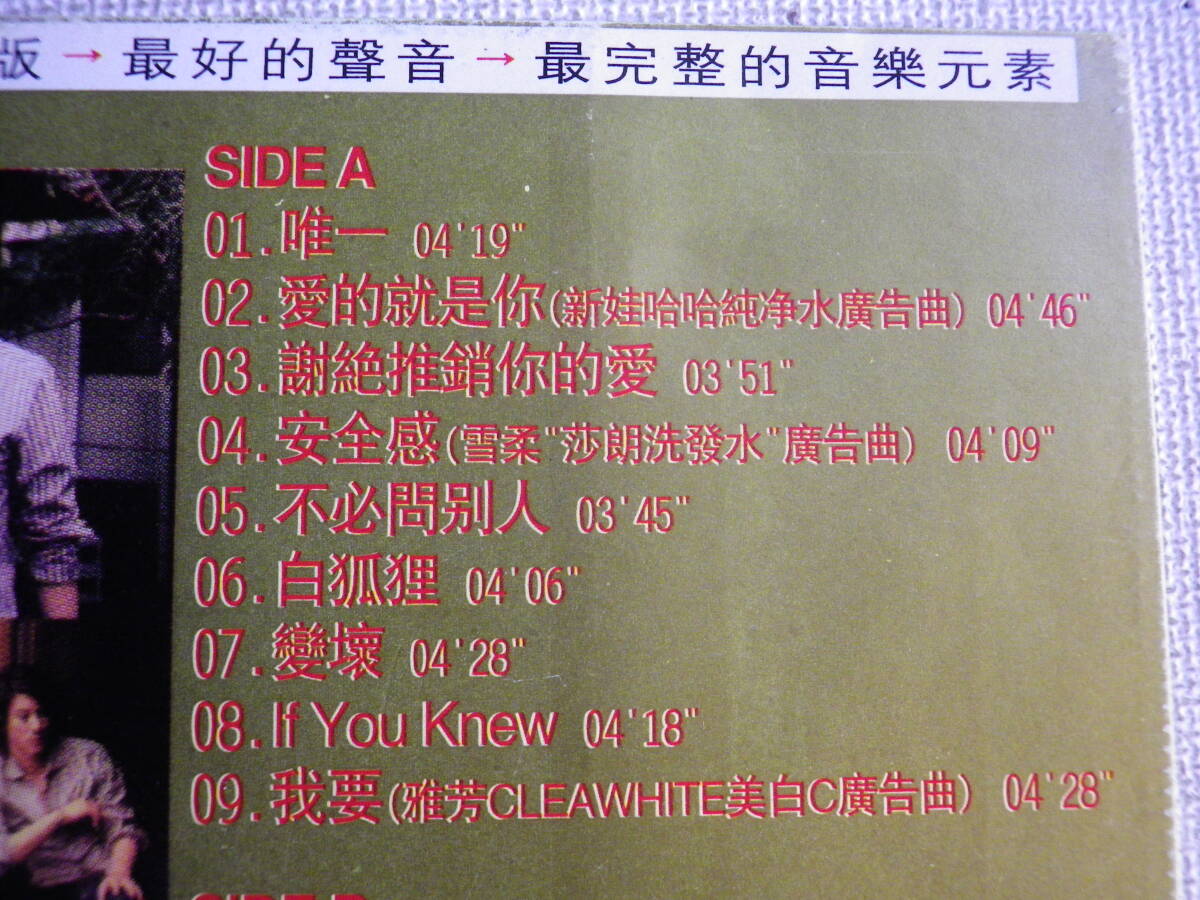 版→最好的聲音→最完整的音樂元素
SIDE A
01.唯一 04'19"
02.愛的就是你(新娃哈哈純净水廣告曲) 04'46"
03.謝絶推銷你的愛 03'51"
04.安全感(雪柔"莎朗洗發水"廣告曲) 04'09"
05.不必問别人 03'45"
06.白狐狸 04'06"
07.變壞 04'28"
08.If You Knew 04'18"
09.我要(雅芳CLEAWHITE美白C廣告曲) 04'28"